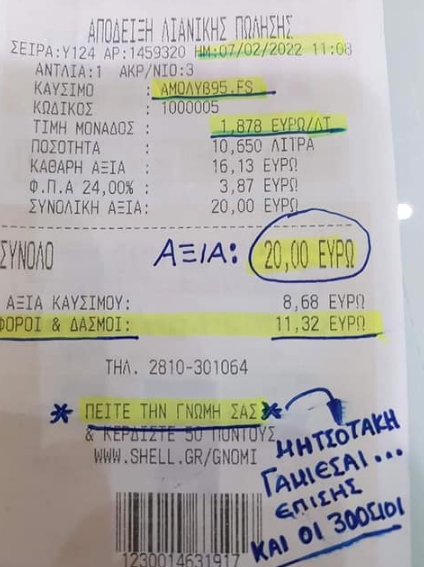 ΑΠΟΔΕΙΞΗ ΛΙΑΝΙΚΗΣ ΠΩΛΗΣΗΣ
ΣΕΙΡΑ:Υ124 ΑΡ:1459320 ΗΜ:07/02/2022 11:08
ΑΝΤΛΙΑ:1 ΑΚΡ/ΝΙΟ:3
ΚΑΥΣΙΜΟ : ΑΜΟΛΥΒ95.FS
ΚΩΔΙΚΟΣ : 1000005
ΤΙΜΗ ΜΟΝΑΔΟΣ : 1,878 ΕΥΡΩ/ΛΤ
ΠΟΣΟΤΗΤΑ : 10,650 ΛΙΤΡΑ
ΚΑΘΑΡΗ ΑΞΙΑ : 16,13 ΕΥΡΩ
Φ.Π.Α 24,00% : 3,87 ΕΥΡΩ
ΣΥΝΟΛΙΚΗ ΑΞΙΑ: 20,00 ΕΥΡΩ
ΣΥΝΟΛΟ ΑΞΙΑ: 20,00 ΕΥΡΩ
ΑΞΙΑ ΚΑΥΣΙΜΟΥ: 8,68 ΕΥΡΩ
ΦΟΡΟΙ & ΔΑΣΜΟΙ: 11,32 ΕΥΡΩ
ΤΗΛ. 2810-301064
* ΠΕΙΤΕ ΤΗΝ ΓΝΩΜΗ ΣΑΣ *
& ΚΕΡΔΙΣΤΕ 50 ΠΟΝΤΟΥΣ
WWW.SHELL.GR/GNOMI
ΜΗΤΣΟΤΑΚΗ
ΓΑΜΙΕΣΑΙ...
ΕΠΙΣΗΣ
ΚΑΙ ΟΙ 300ΣΙΟΙ
1230014631917